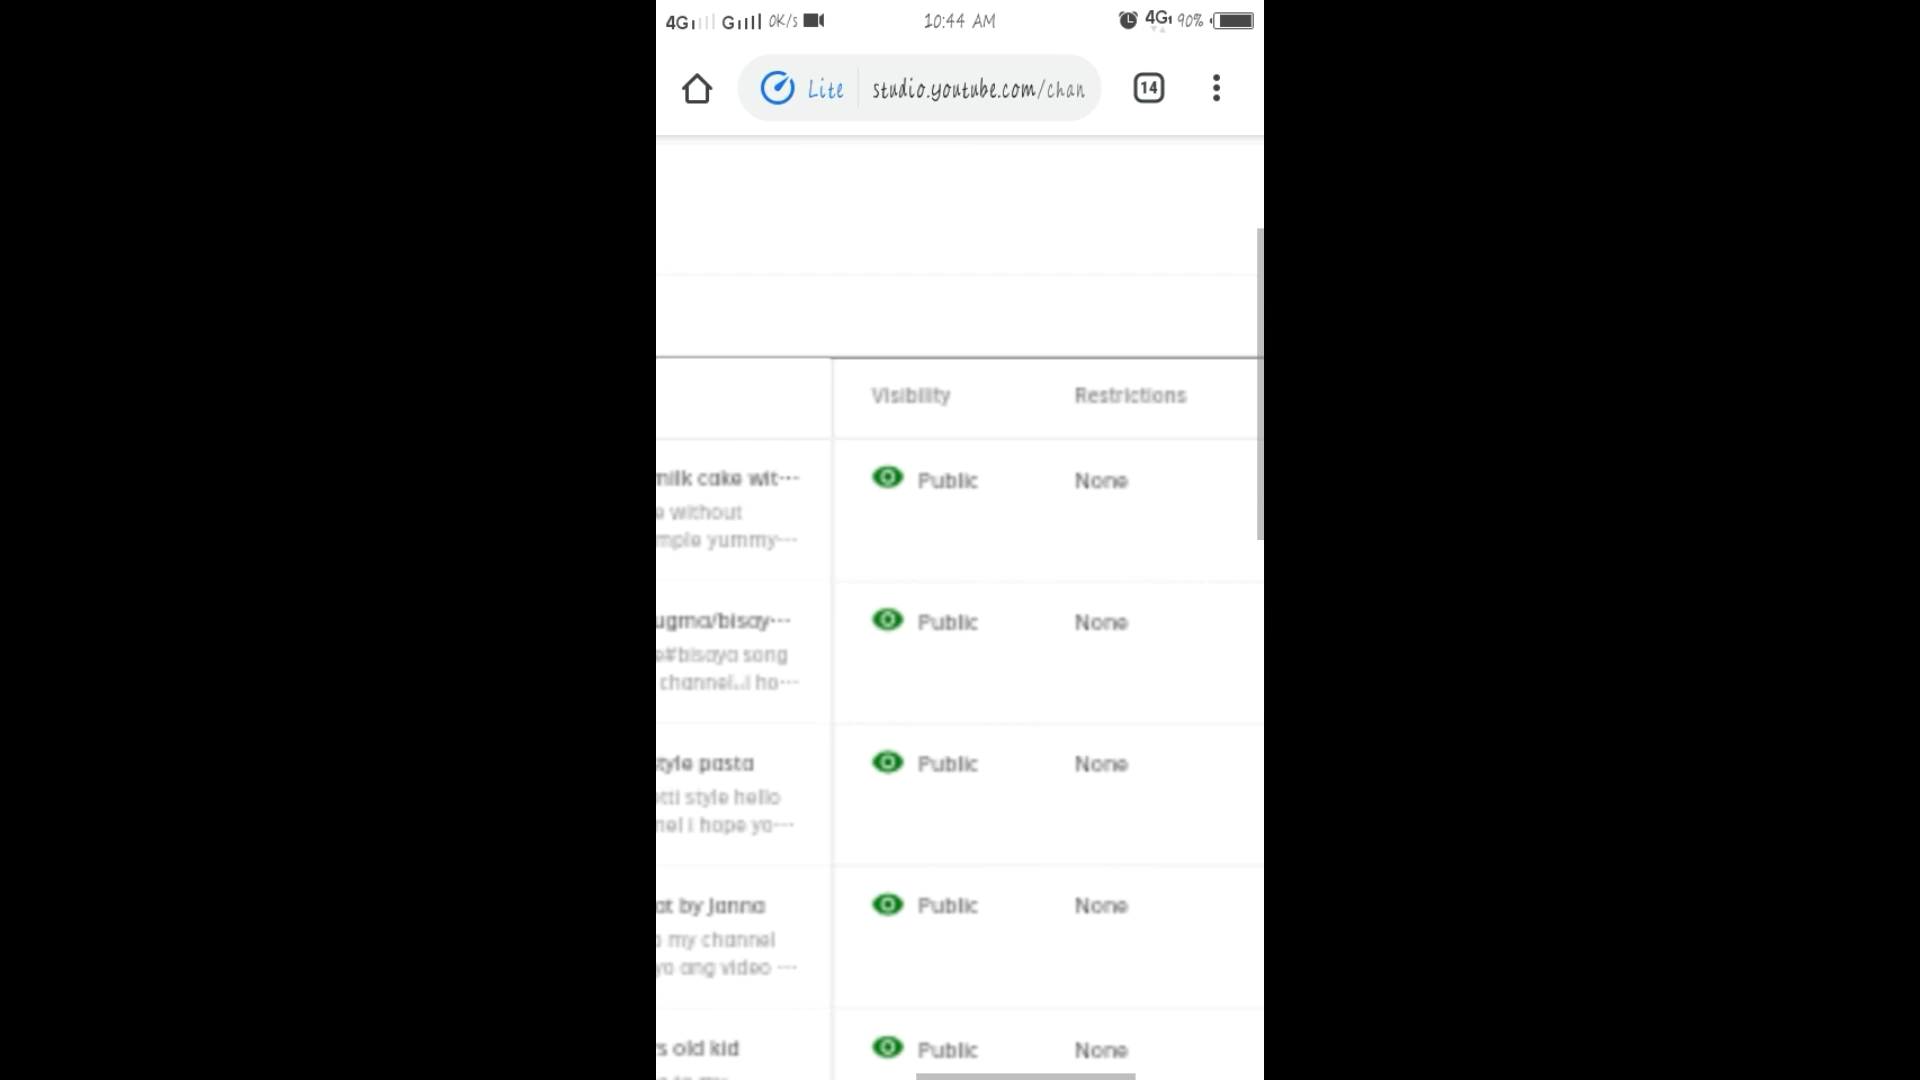 4G G 0K/s 10:44 AM 4G 90%
Lite studio.youtube.com/chan 14
Visibility Restrictions
milk cake wit... Public None
e without
mple yummy...
ugma/bisay... Public None
e#bisaya song
channel...i ho...
style pasta Public None
etti style hello
nel i hope yo...
at by Janna Public None
o my channel
yo ang video ...
s old kid Public None